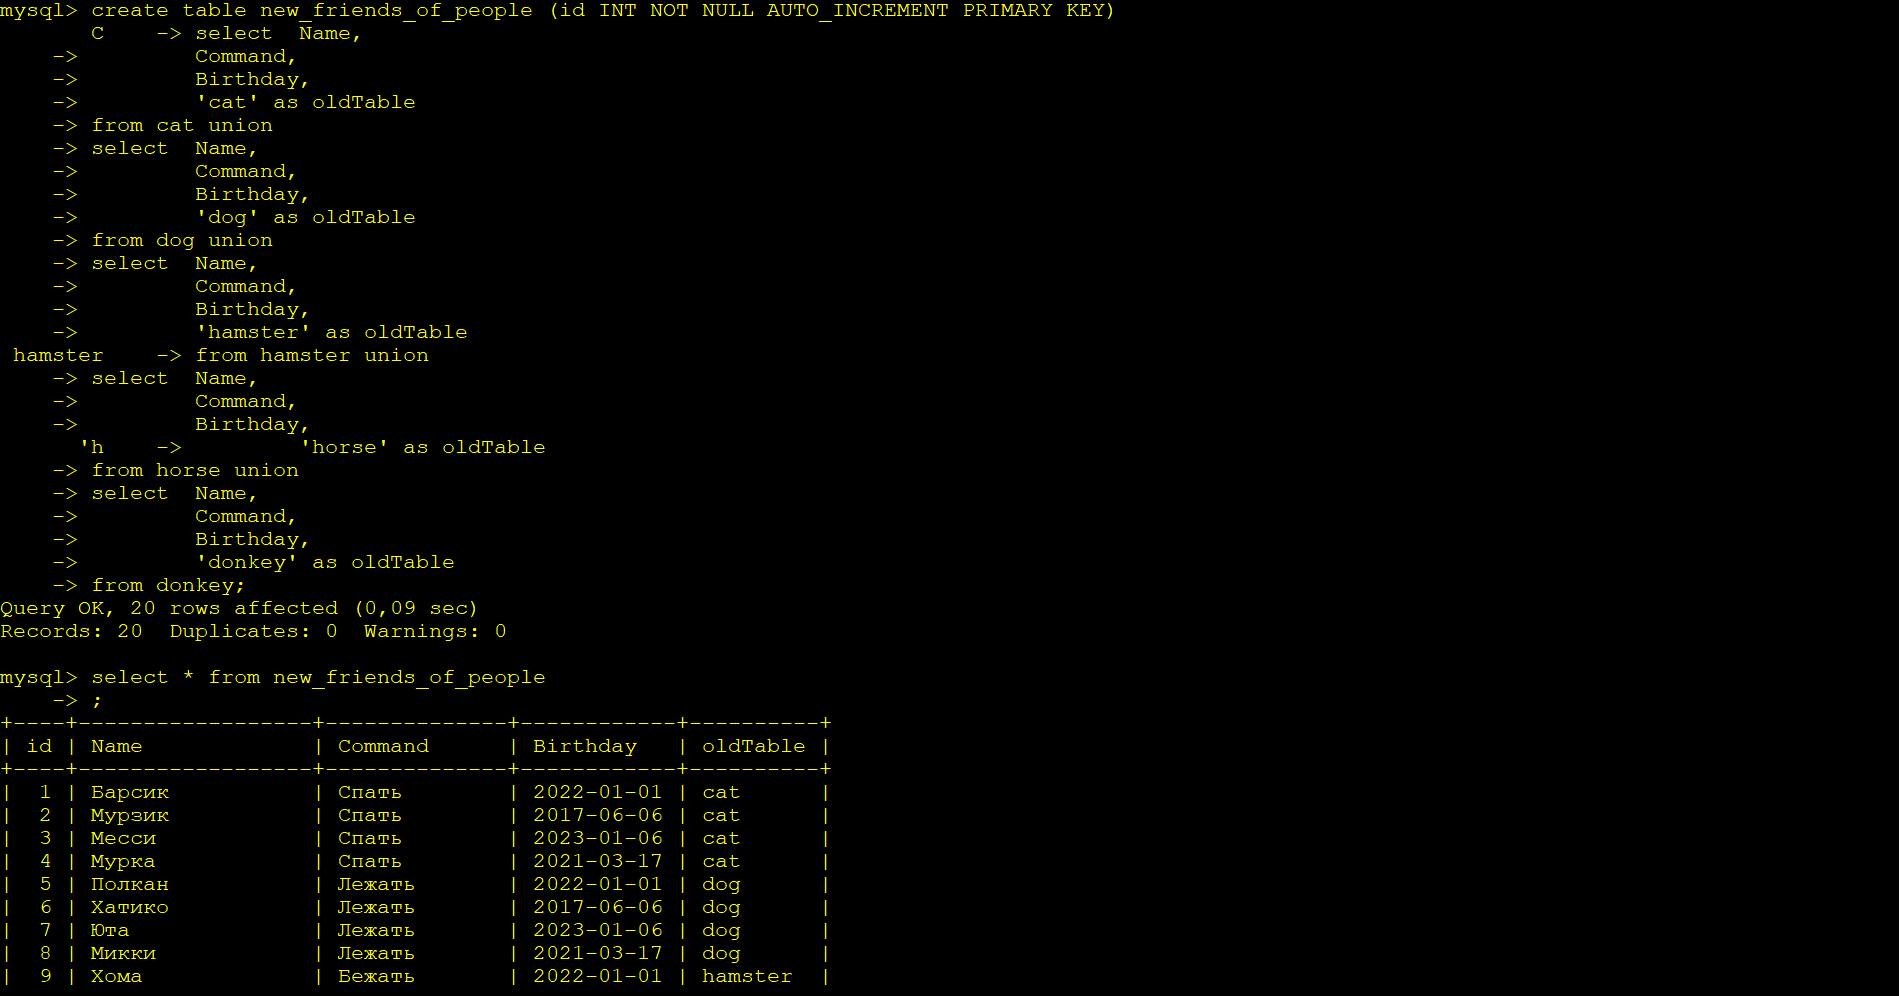 mysql> create table new_friends_of_people (id INT NOT NULL AUTO_INCREMENT PRIMARY KEY)
       C    -> select  Name,
    ->         Command,
    ->         Birthday,
    ->         'cat' as oldTable
    -> from cat union
    -> select  Name,
    ->         Command,
    ->         Birthday,
    ->         'dog' as oldTable
    -> from dog union
    -> select  Name,
    ->         Command,
    ->         Birthday,
    ->         'hamster' as oldTable
 hamster    -> from hamster union
    -> select  Name,
    ->         Command,
    ->         Birthday,
      'h    ->         'horse' as oldTable
    -> from horse union
    -> select  Name,
    ->         Command,
    ->         Birthday,
    ->         'donkey' as oldTable
    -> from donkey;
Query OK, 20 rows affected (0,09 sec)
Records: 20  Duplicates: 0  Warnings: 0
mysql> select * from new_friends_of_people
    -> ;
+----+------------------+--------------+------------+----------+
| id | Name             | Command      | Birthday   | oldTable |
+----+------------------+--------------+------------+----------+
|  1 | Барсик           | Спать        | 2022-01-01 | cat      |
|  2 | Мурзик           | Спать        | 2017-06-06 | cat      |
|  3 | Месси            | Спать        | 2023-01-06 | cat      |
|  4 | Мурка            | Спать        | 2021-03-17 | cat      |
|  5 | Полкан           | Лежать       | 2022-01-01 | dog      |
|  6 | Хатико           | Лежать       | 2017-06-06 | dog      |
|  7 | Юта              | Лежать       | 2023-01-06 | dog      |
|  8 | Микки            | Лежать       | 2021-03-17 | dog      |
|  9 | Хома             | Бежать       | 2022-01-01 | hamster  |